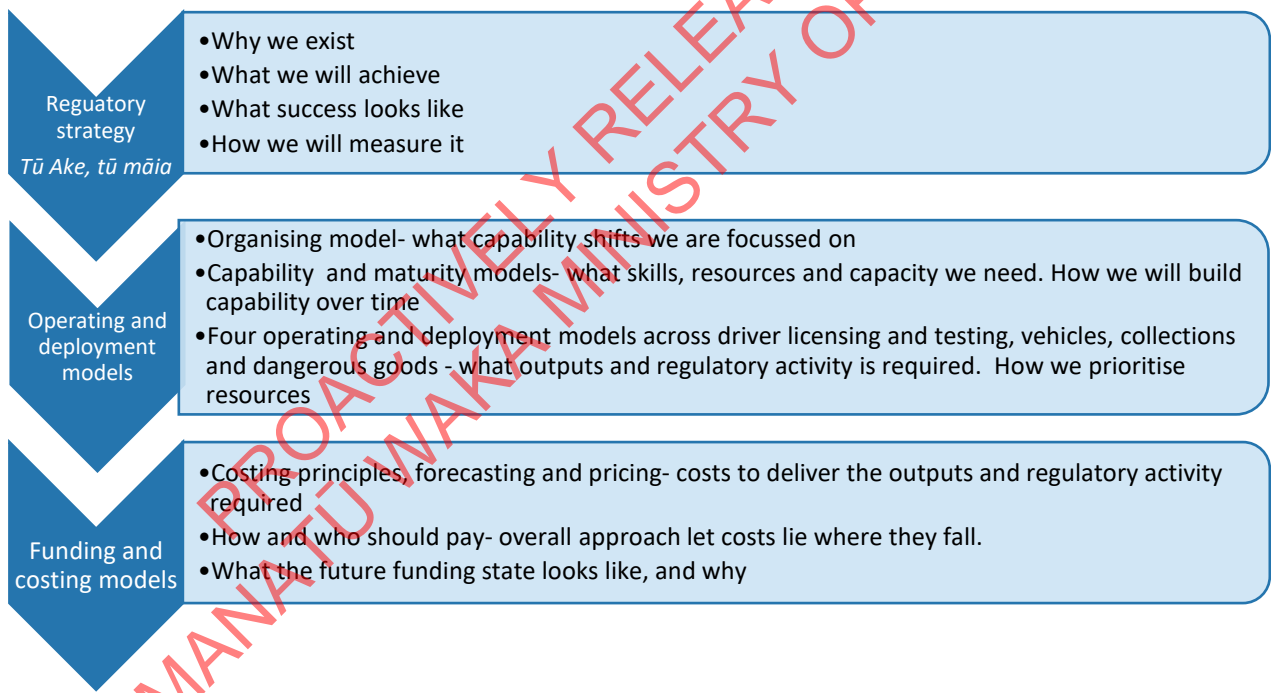 Reguatory
strategy
Tū Ake, tū māia
•Why we exist
•What we will achieve
•What success looks like
•How we will measure it
Operating and
deployment
models
•Organising model- what capability shifts we are focussed on
•Capability  and maturity models- what skills, resources and capacity we need. How we will build
capability over time
•Four operating and deployment models across driver licensing and testing, vehicles, collections
and dangerous goods - what outputs and regulatory activity is required.  How we prioritise
resources
Funding and
costing models
•Costing principles, forecasting and pricing- costs to deliver the outputs and regulatory activity
required
•How and who should pay- overall approach let costs lie where they fall.
•What the future funding state looks like, and why
PROACTIVELY
MANATŪ WAKA MINISTRY